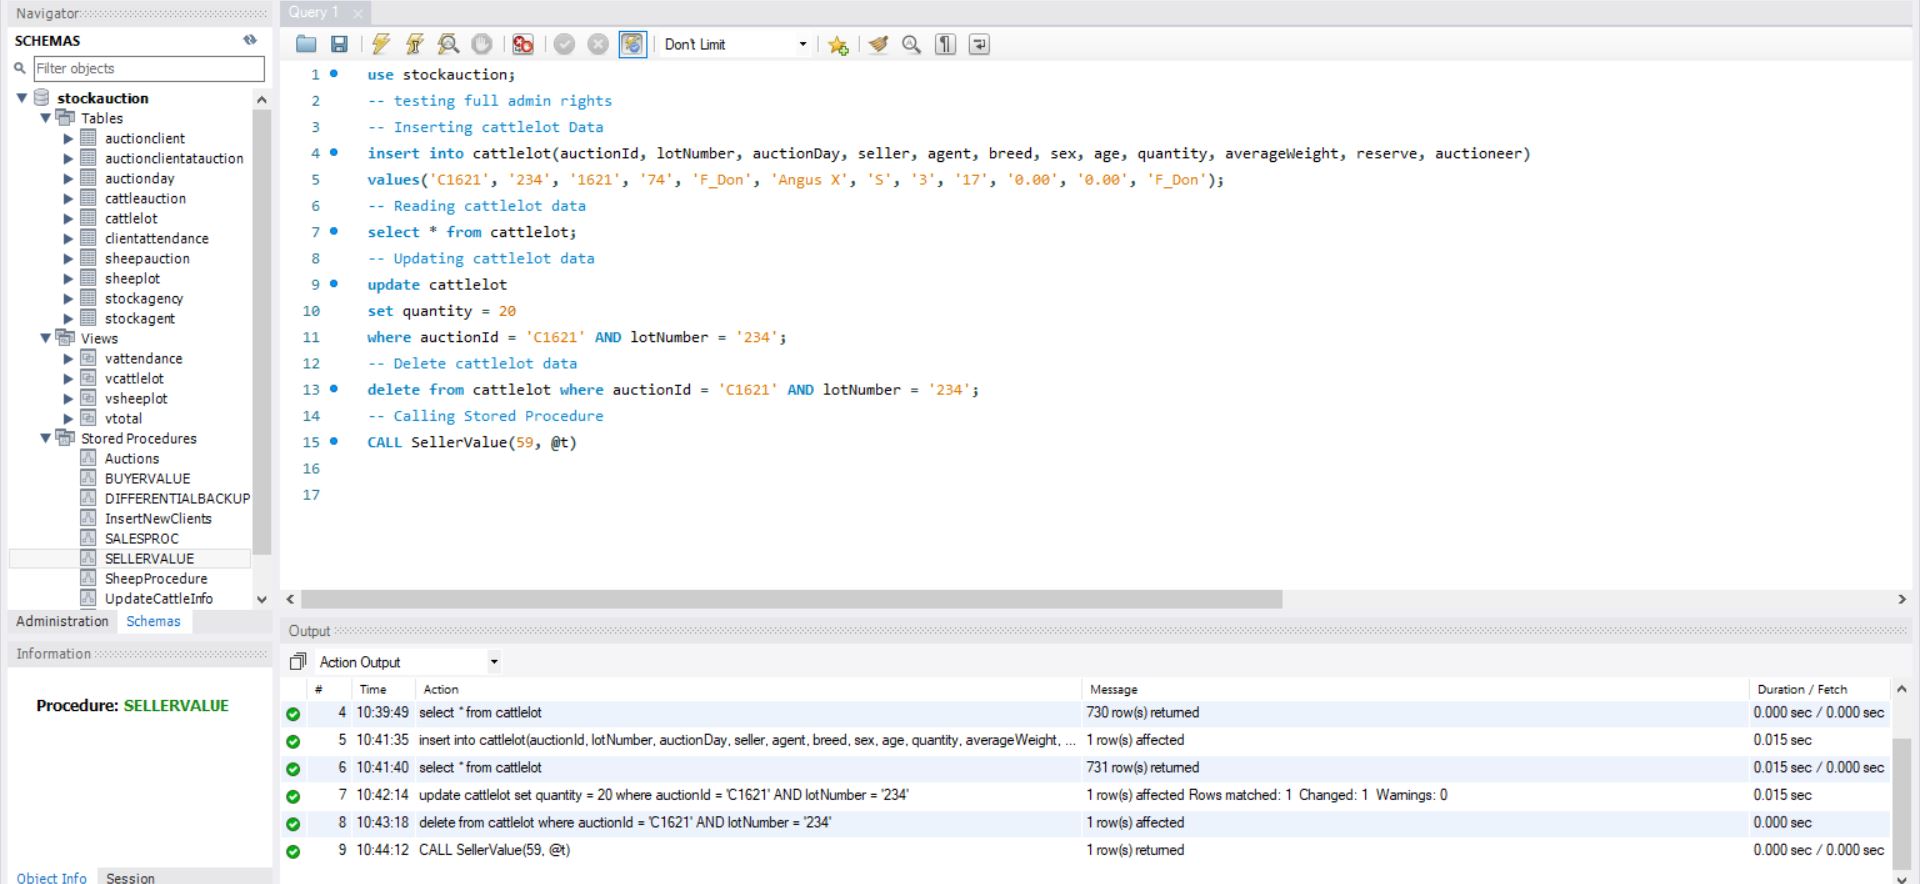 Navigator
SCHEMAS
Filter objects
stockauction
Tables
auctionclient
auctionclientatauction
auctionday
cattleauction
cattlelot
clientattendance
sheepauction
sheeplot
stockagency
stockagent
Views
vattendance
vcattlelot
vsheeplot
vtotal
Stored Procedures
Auctions
BUYERVALUE
DIFFERENTIALBACKUP
InsertNewClients
SALESPROC
SELLERVALUE
SheepProcedure
UpdateCattleInfo
Administration Schemas
Information
Procedure: SELLERVALUE
Object Info Session
Query 1
Don't Limit
1 use stockauction;
2 -- testing full admin rights
3 -- Inserting cattlelot Data
4 insert into cattlelot(auctionId, lotNumber, auctionDay, seller, agent, breed, sex, age, quantity, averageWeight, reserve, auctioneer)
5 values('C1621', '234', '1621', '74', 'F_Don', 'Angus X', 'S', '3', '17', '0.00', '0.00', 'F_Don');
6 -- Reading cattlelot data
7 select * from cattlelot;
8 -- Updating cattlelot data
9 update cattlelot
10 set quantity = 20
11 where auctionId = 'C1621' AND lotNumber = '234';
12 -- Delete cattlelot data
13 delete from cattlelot where auctionId = 'C1621' AND lotNumber = '234';
14 -- Calling Stored Procedure
15 CALL SellerValue(59, @t)
16
17
Output
Action Output
# Time Action Message Duration / Fetch
4 10:39:49 select * from cattlelot 730 row(s) returned 0.000 sec / 0.000 sec
5 10:41:35 insert into cattlelot(auctionId, lotNumber, auctionDay, seller, agent, breed, sex, age, quantity, averageWeight, ... 1 row(s) affected 0.015 sec
6 10:41:40 select * from cattlelot 731 row(s) returned 0.015 sec / 0.000 sec
7 10:42:14 update cattlelot set quantity = 20 where auctionId = 'C1621' AND lotNumber = '234' 1 row(s) affected Rows matched: 1 Changed: 1 Warnings: 0 0.015 sec
8 10:43:18 delete from cattlelot where auctionId = 'C1621' AND lotNumber = '234' 1 row(s) affected 0.000 sec
9 10:44:12 CALL SellerValue(59, @t) 1 row(s) returned 0.000 sec / 0.000 sec